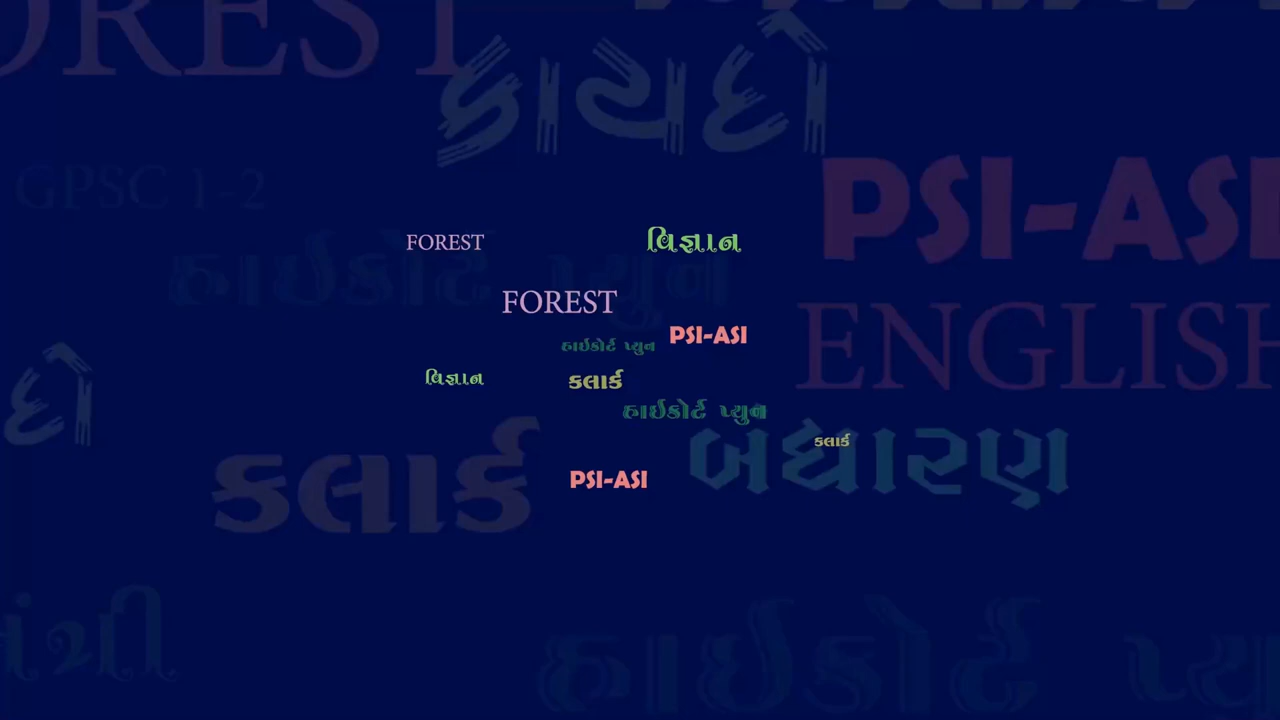 FOREST
કાયદો
GPSC 1-2
PSI-ASI
FOREST
વિજ્ઞાન
હાઈકોર્ટ પ્યુન
FOREST
ENGLISH
PSI-ASI
હાઈકોર્ટ પ્યુન
વિજ્ઞાન
કલાર્ક
હાઈકોર્ટ પ્યુન
કલાર્ક
બધારણ
કલાર્ક
PSI-ASI
હાઈકોર્ટ